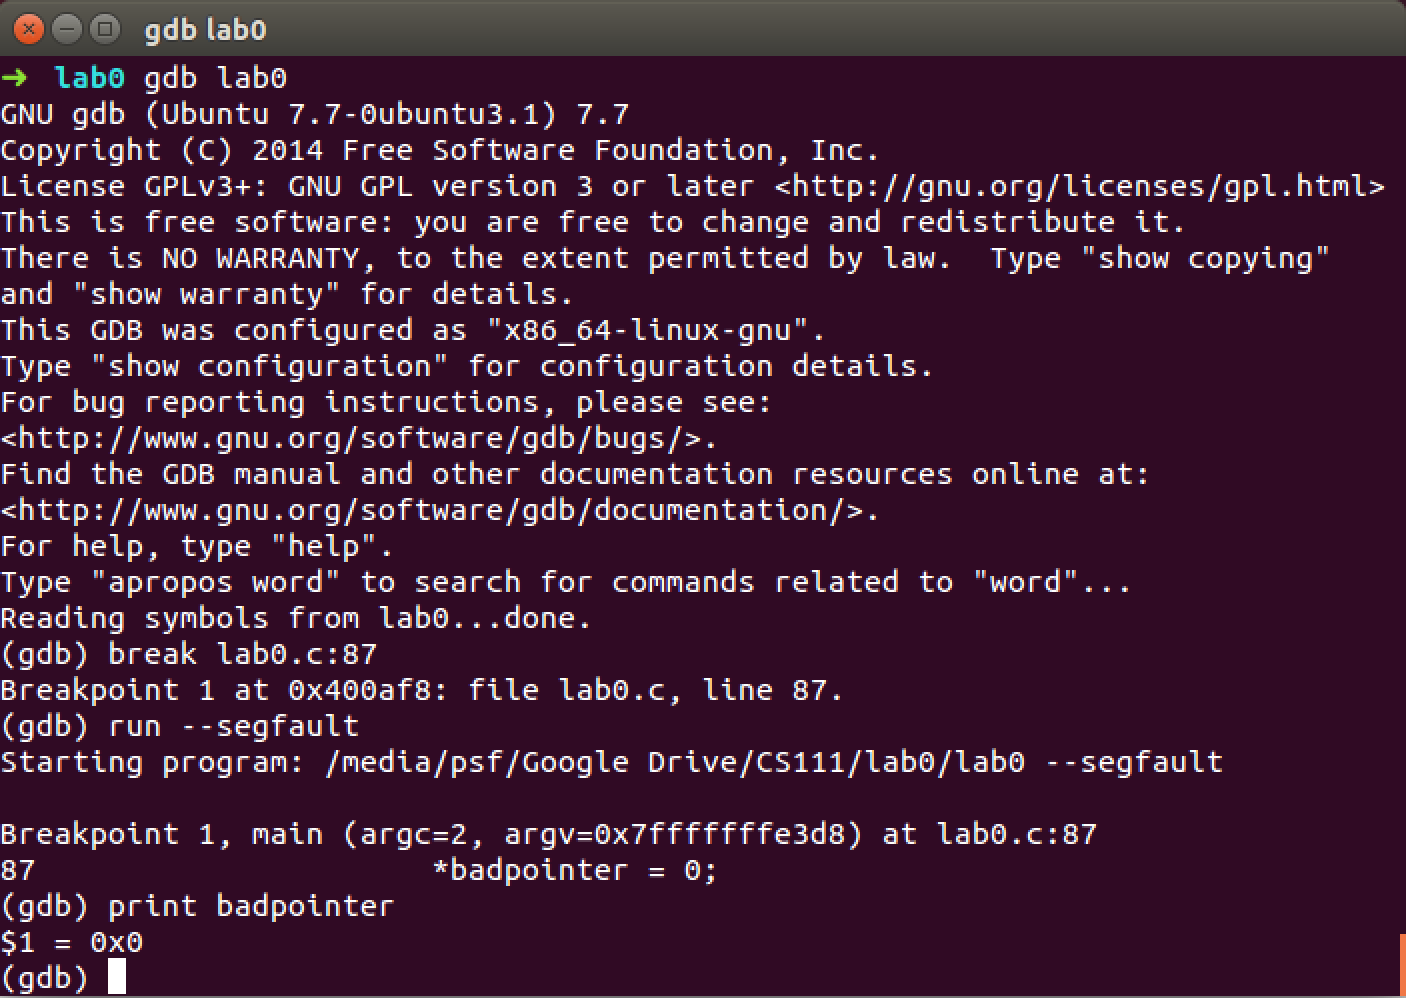 gdb lab0
➜ lab0 gdb lab0
GNU gdb (Ubuntu 7.7-0ubuntu3.1) 7.7
Copyright (C) 2014 Free Software Foundation, Inc.
License GPLv3+: GNU GPL version 3 or later <http://gnu.org/licenses/gpl.html>
This is free software: you are free to change and redistribute it.
There is NO WARRANTY, to the extent permitted by law.  Type "show copying"
and "show warranty" for details.
This GDB was configured as "x86_64-linux-gnu".
Type "show configuration" for configuration details.
For bug reporting instructions, please see:
<http://www.gnu.org/software/gdb/bugs/>.
Find the GDB manual and other documentation resources online at:
<http://www.gnu.org/software/gdb/documentation/>.
For help, type "help".
Type "apropos word" to search for commands related to "word"...
Reading symbols from lab0...done.
(gdb) break lab0.c:87
Breakpoint 1 at 0x400af8: file lab0.c, line 87.
(gdb) run --segfault
Starting program: /media/psf/Google Drive/CS111/lab0/lab0 --segfault
Breakpoint 1, main (argc=2, argv=0x7fffffffe3d8) at lab0.c:87
87                      *badpointer = 0;
(gdb) print badpointer
$1 = 0x0
(gdb)